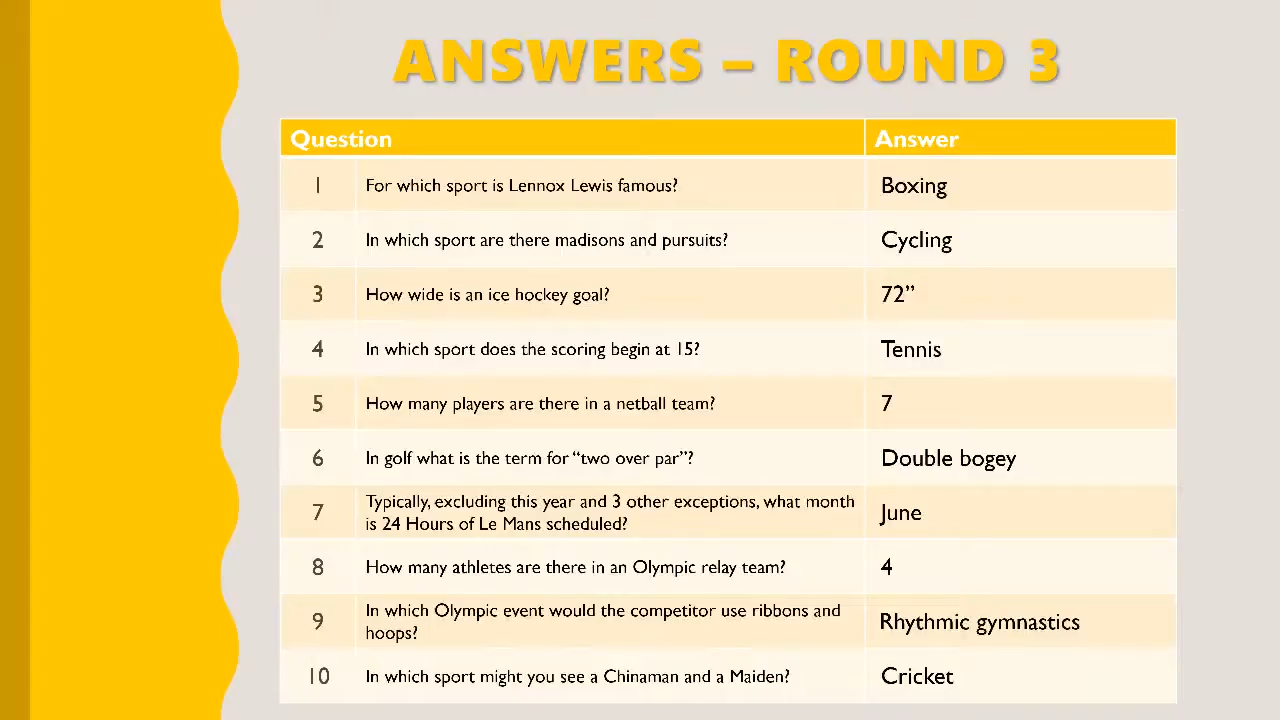 ANSWERS – ROUND 3
Question Answer
1 For which sport is Lennox Lewis famous? Boxing
2 In which sport are there madisons and pursuits? Cycling
3 How wide is an ice hockey goal? 72”
4 In which sport does the scoring begin at 15? Tennis
5 How many players are there in a netball team? 7
6 In golf what is the term for “two over par”? Double bogey
7 Typically, excluding this year and 3 other exceptions, what month
is 24 Hours of Le Mans scheduled? June
8 How many athletes are there in an Olympic relay team? 4
9 In which Olympic event would the competitor use ribbons and
hoops? Rhythmic gymnastics
10 In which sport might you see a Chinaman and a Maiden? Cricket